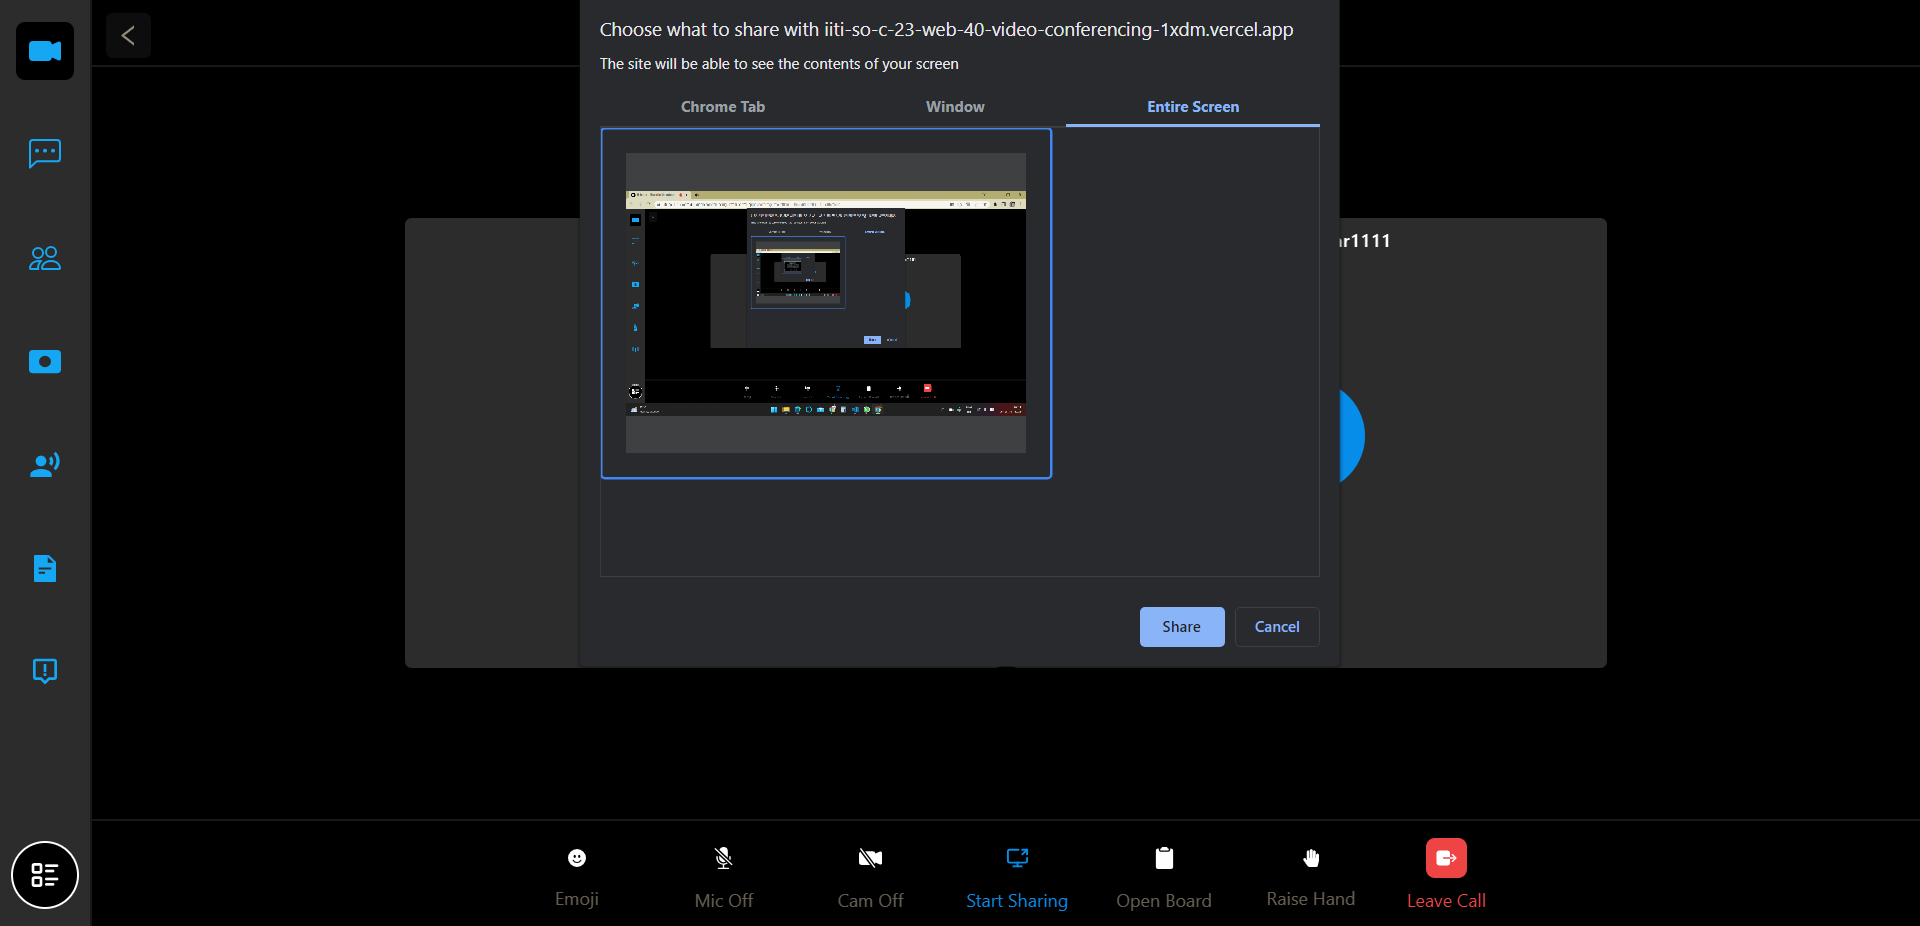 Choose what to share with iiti-so-c-23-web-40-video-conferencing-1xdm.vercel.app
The site will be able to see the contents of your screen
Chrome Tab Window Entire Screen
r1111
Share Cancel
Emoji Mic Off Cam Off Start Sharing Open Board Raise Hand Leave Call